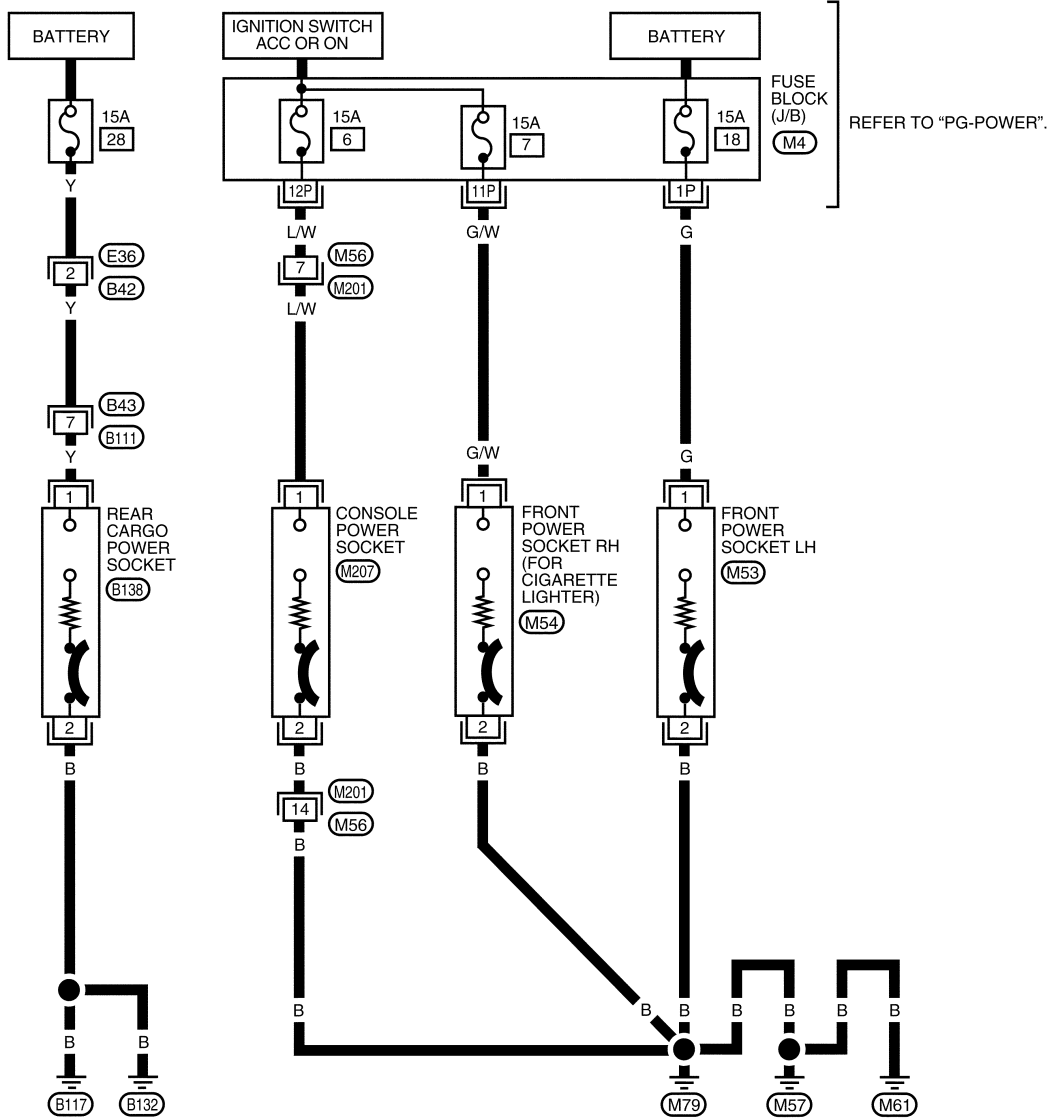 BATTERY
IGNITION SWITCH
ACC OR ON
BATTERY
FUSE
BLOCK
(J/B)
M4
REFER TO “PG-POWER”.
15A
28
15A
6
15A
7
15A
18
12P
11P
1P
Y
L/W
G/W
G
2
E36
B42
7
M56
M201
Y
L/W
7
B43
B111
Y
G/W
G
1
REAR
CARGO
POWER
SOCKET
B138
1
CONSOLE
POWER
SOCKET
M207
1
FRONT
POWER
SOCKET RH
(FOR
CIGARETTE
LIGHTER)
M54
1
FRONT
POWER
SOCKET LH
M53
2
2
2
2
B
B
B
B
14
M201
M56
B
B
B
B
B
B
B
B
B
B
B117
B132
M79
M57
M61